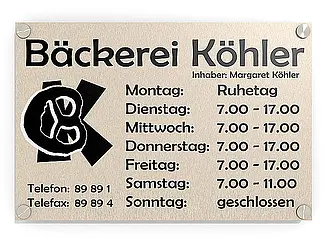 Bäckerei Köhler
Inhaber: Margaret Köhler
Montag: Ruhetag
Dienstag: 7.00 - 17.00
Mittwoch: 7.00 - 17.00
Donnerstag: 7.00 - 17.00
Freitag: 7.00 - 17.00
Samstag: 7.00 - 11.00
Sonntag: geschlossen
Telefon: 89 89 1
Telefax: 89 89 4